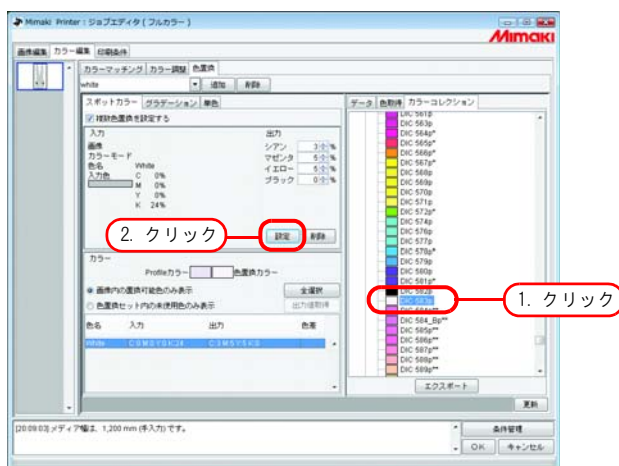 Mimaki Printer : ジョブエディタ ( フルカラー )
Mimaki
画像編集 カラー編集 印刷条件
カラーマッチング カラー調整 色置換
white 追加 削除
スポットカラー グラデーション 単色
複数色置換を設定する
入力
画像
カラーモード
色名 White
入力色 C 0%
M 0%
Y 0%
K 24%
出力
シアン 3 %
マゼンタ 5 %
イエロー 5 %
ブラック 0 %
2. クリック
設定 削除
カラー
Profileカラー 色置換カラー
画像内の置換可能色のみ表示 全選択
色置換セット内の未使用色のみ表示 出力値取得
色名 入力 出力 色差
White C:0 M:0 Y:0 K:24 C:3 M:5 Y:5 K:0
データ 色取得 カラーコレクション
DIC 561p
DIC 563p
DIC 564p*
DIC 565p*
DIC 566p*
DIC 567p*
DIC 568p
DIC 569p
DIC 570p
DIC 571p
DIC 572p*
DIC 574p
DIC 576p
DIC 577p
DIC 578p*
DIC 579p
DIC 580p
DIC 581p*
DIC 582p
DIC 583p
1. クリック
DIC 584_Bp**
DIC 585p**
DIC 586p**
DIC 587p**
DIC 588p**
DIC 589p**
エクスポート
更新
[20:09:03] メディア幅は、1,200 mm (手入力) です。
条件管理
OK キャンセル